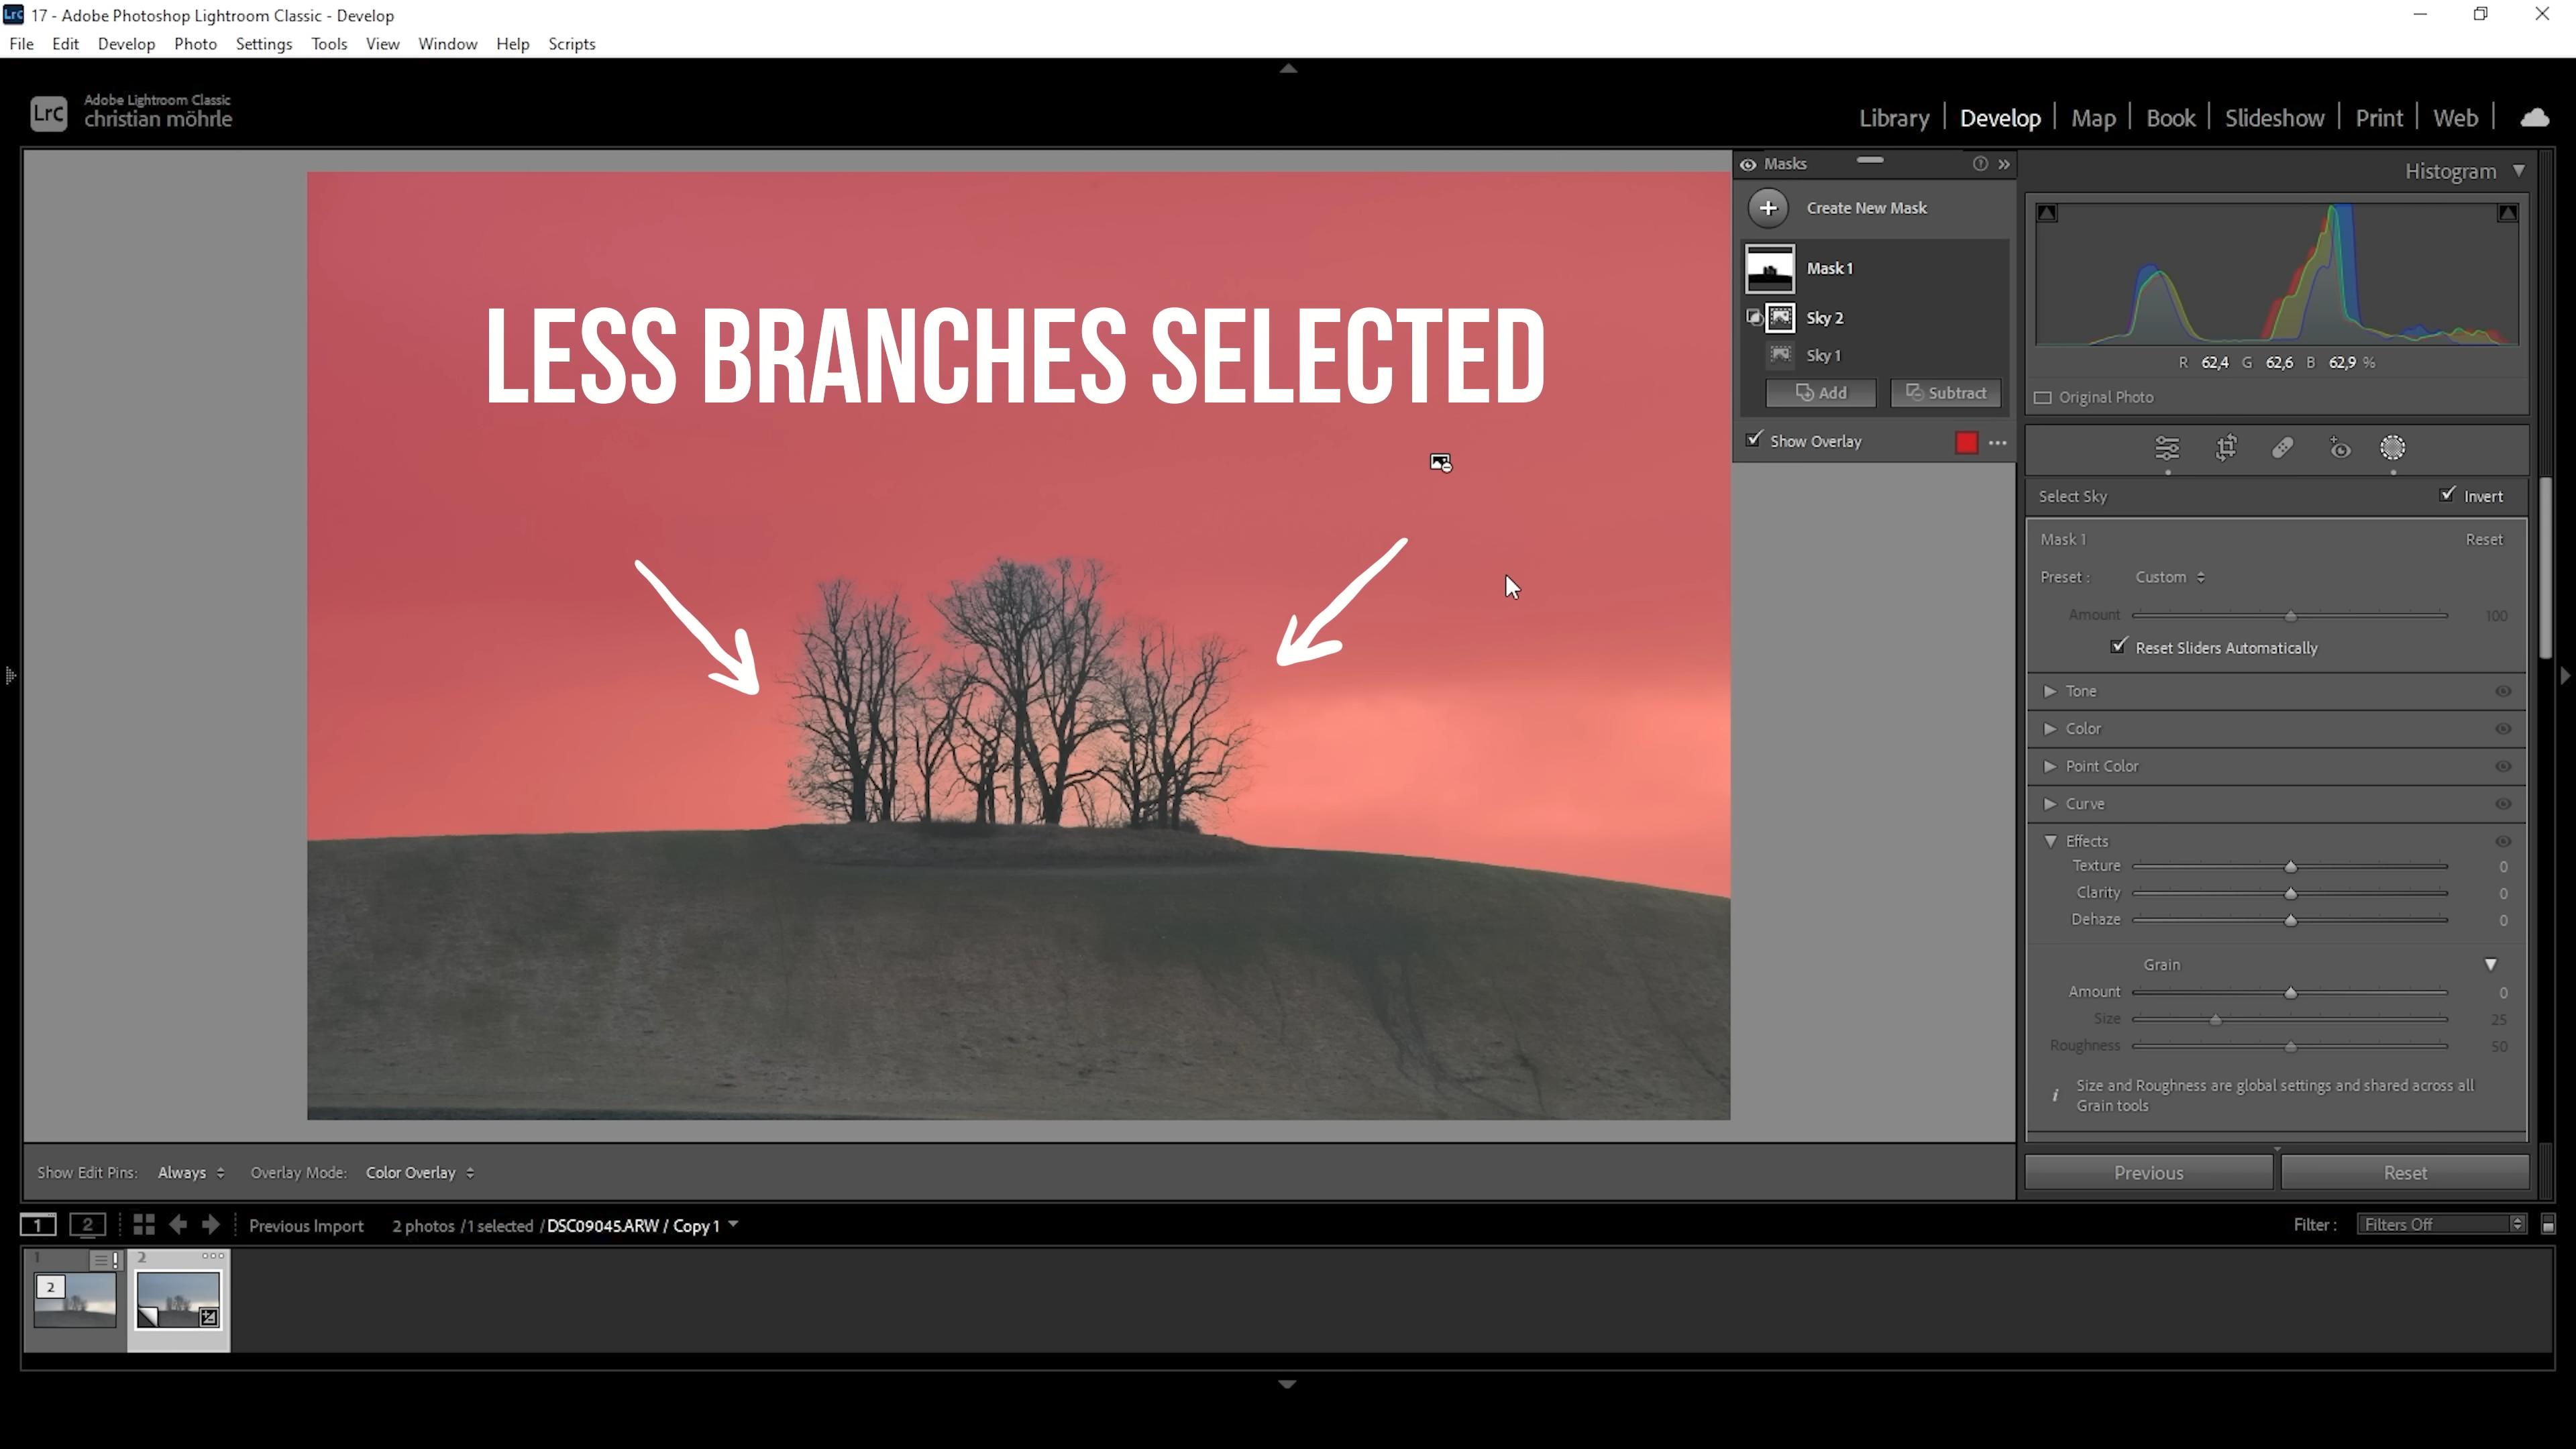 Lrc 17 - Adobe Photoshop Lightroom Classic - Develop
File Edit Develop Photo Settings Tools View Window Help Scripts
Lrc Adobe Lightroom Classic
christian möhrle
Library | Develop | Map | Book | Slideshow | Print | Web |
LESS BRANCHES SELECTED
Masks
Create New Mask
Mask 1
Sky 2
Sky 1
Add Subtract
Show Overlay
Histogram
R 62,4 G 62,6 B 62,9 %
Original Photo
Select Sky Invert
Mask 1 Reset
Preset : Custom
Amount 100
Reset Sliders Automatically
Tone
Color
Point Color
Curve
Effects
Texture 0
Clarity 0
Dehaze 0
Grain
Amount 0
Size 25
Roughness 50
i Size and Roughness are global settings and shared across all
Grain tools
Previous Reset
Show Edit Pins: Always Overlay Mode: Color Overlay
1 2 Previous Import 2 photos / 1 selected / DSC09045.ARW / Copy 1 Filter : Filters Off
1 2
2